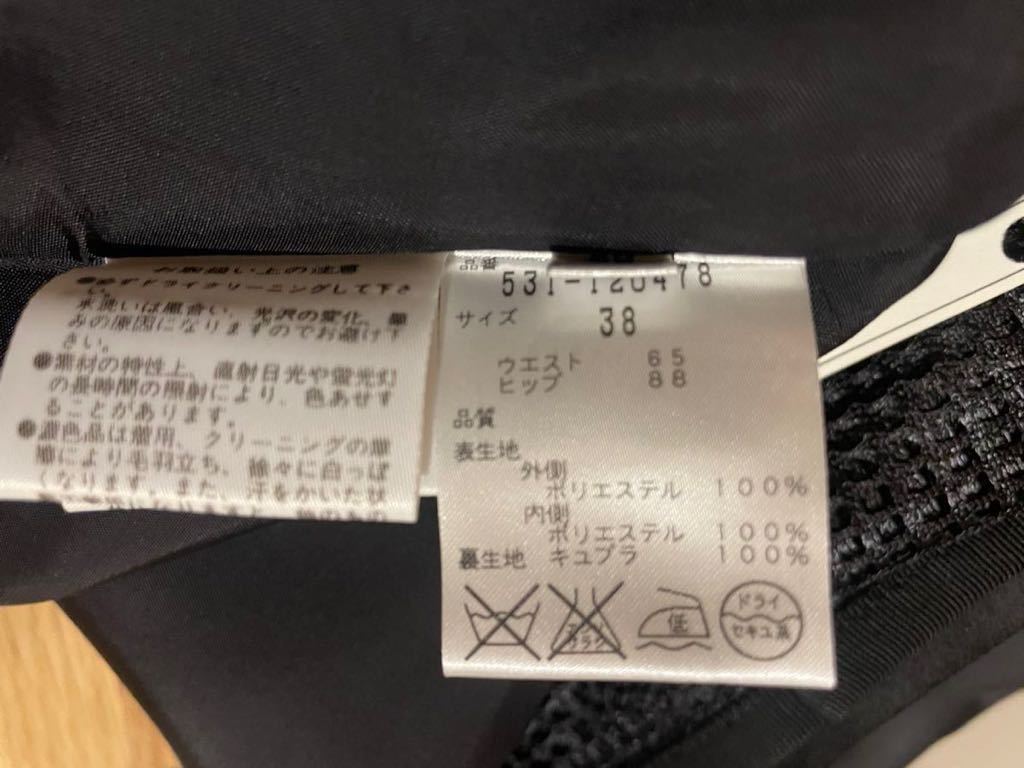 お取扱い上の注意
●必ずドライクリーニングして下さ
水洗いは風合い、光沢の変化、縮
みの原因になりますのでお避け下
さい。
●素材の特性上、直射日光や蛍光灯
の長時間の照射により、色あせす
ることがあります。
●濃色品は着用、クリーニングの摩
擦により毛羽立ち、徐々に白っぽ
くなります。また、汗をかいた状
品番
531-120478
サイズ 38
ウエスト 65
ヒップ 88
品質
表生地
外側
ポリエステル 100%
内側
ポリエステル 100%
裏生地 キュプラ 100%
エンソ サラシ
低
ドライ
セキユ系